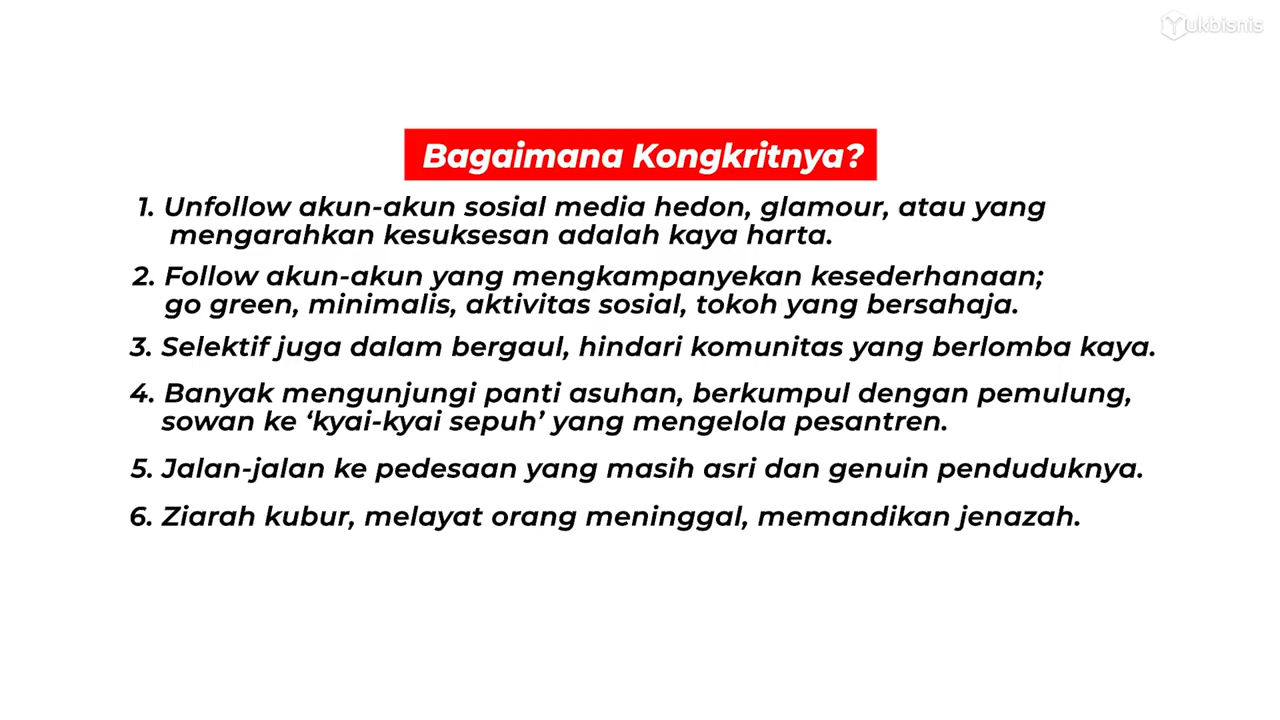 Yukbisnis
Bagaimana Kongkritnya?
1. Unfollow akun-akun sosial media hedon, glamour, atau yang
mengarahkan kesuksesan adalah kaya harta.
2. Follow akun-akun yang mengkampanyekan kesederhanaan;
go green, minimalis, aktivitas sosial, tokoh yang bersahaja.
3. Selektif juga dalam bergaul, hindari komunitas yang berlomba kaya.
4. Banyak mengunjungi panti asuhan, berkumpul dengan pemulung,
sowan ke ‘kyai-kyai sepuh’ yang mengelola pesantren.
5. Jalan-jalan ke pedesaan yang masih asri dan genuin penduduknya.
6. Ziarah kubur, melayat orang meninggal, memandikan jenazah.